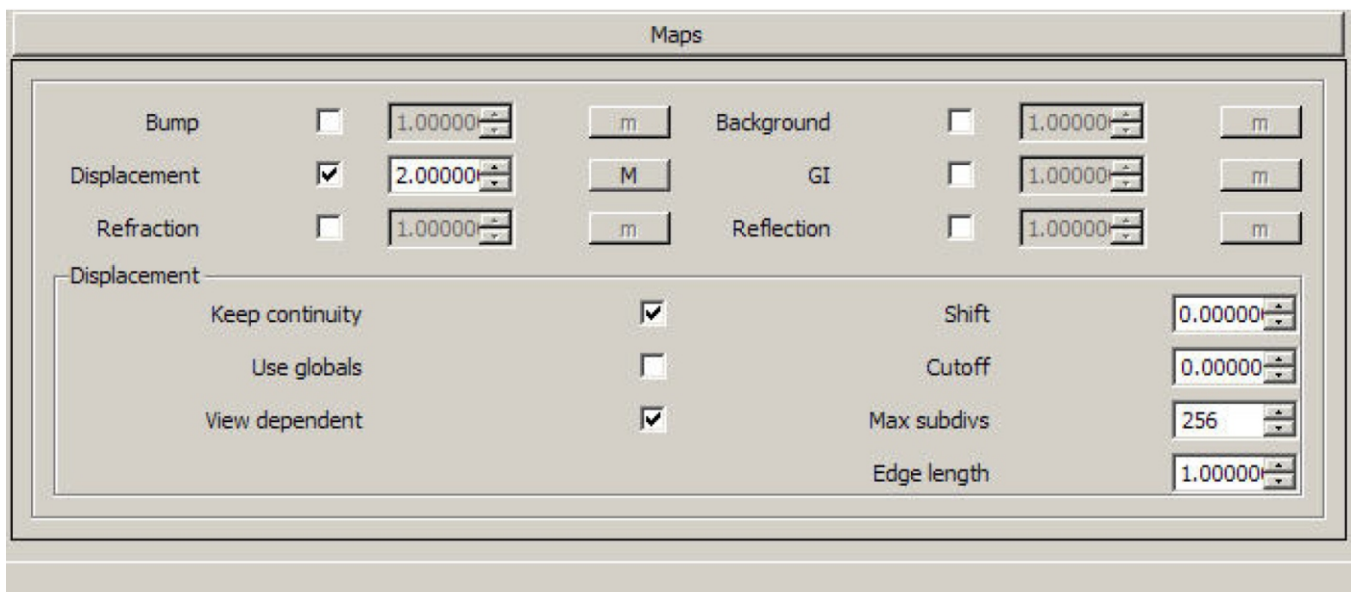 Maps
Bump 1.00000 m Background 1.00000 m
Displacement 2.00000 M GI 1.00000 m
Refraction 1.00000 m Reflection 1.00000 m
Displacement
Keep continuity Shift 0.00000
Use globals Cutoff 0.00000
View dependent Max subdivs 256
Edge length 1.00000